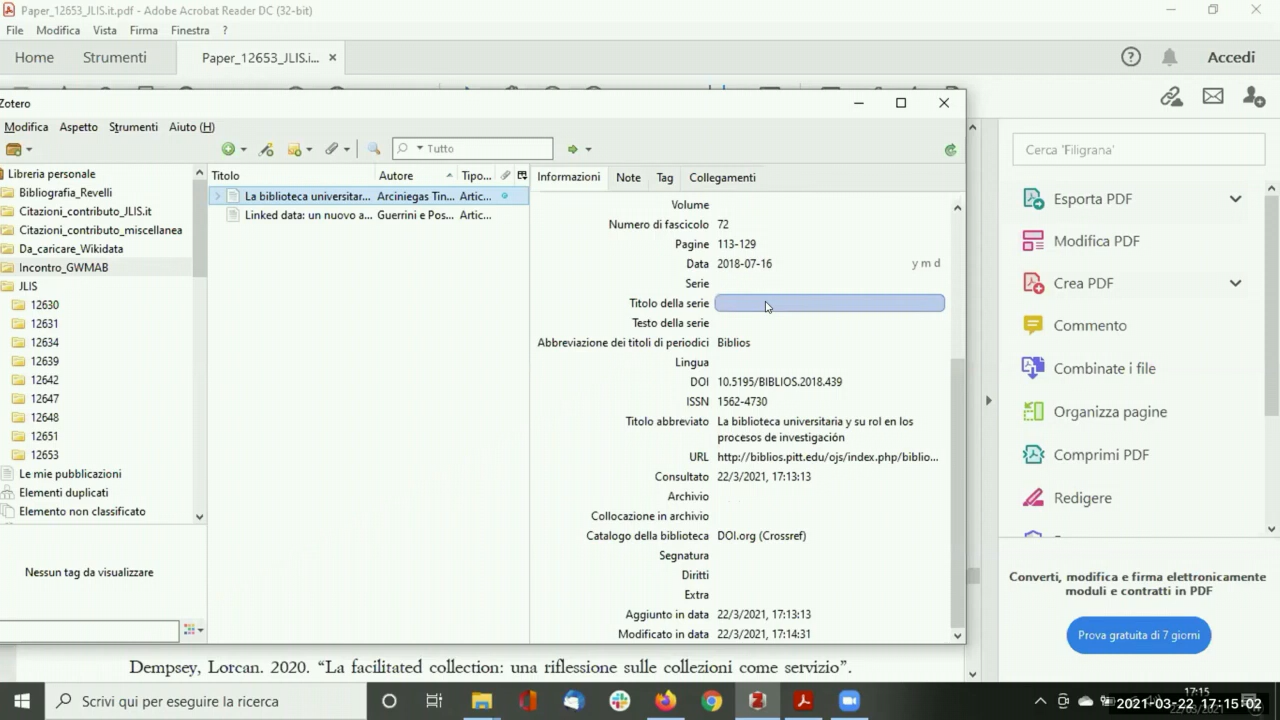 Paper_12653_JLIS.it.pdf - Adobe Acrobat Reader DC (32-bit)
File Modifica Vista Firma Finestra ?
Home Strumenti Paper_12653_JLIS.i... × Accedi
Zotero
Modifica Aspetto Strumenti Aiuto (H)
Tutto
Libreria personale
Bibliografia_Revelli
Citazioni_contributo_JLIS.it
Citazioni_contributo_miscellanea
Da_caricare_Wikidata
Incontro_GWMAB
JLIS
12630
12631
12634
12639
12642
12647
12648
12651
12653
Le mie pubblicazioni
Elementi duplicati
Elemento non classificato
Nessun tag da visualizzare
Titolo Autore Tipo...
La biblioteca universitar... Arciniegas Tin... Artic...
Linked data: un nuovo a... Guerrini e Pos... Artic...
Informazioni Note Tag Collegamenti
Volume
Numero di fascicolo 72
Pagine 113-129
Data 2018-07-16 y m d
Serie
Titolo della serie
Testo della serie
Abbreviazione dei titoli di periodici Biblios
Lingua
DOI 10.5195/BIBLIOS.2018.439
ISSN 1562-4730
Titolo abbreviato La biblioteca universitaria y su rol en los
procesos de investigación
URL http://biblios.pitt.edu/ojs/index.php/biblio...
Consultato 22/3/2021, 17:13:13
Archivio
Collocazione in archivio
Catalogo della biblioteca DOI.org (Crossref)
Segnatura
Diritti
Extra
Aggiunto in data 22/3/2021, 17:13:13
Modificato in data 22/3/2021, 17:14:31
Cerca 'Filigrana'
Esporta PDF
Modifica PDF
Crea PDF
Commento
Combinate i file
Organizza pagine
Comprimi PDF
Redigere
Converti, modifica e firma elettronicamente
moduli e contratti in PDF
Prova gratuita di 7 giorni
Dempsey, Lorcan. 2020. “La facilitated collection: una riflessione sulle collezioni come servizio”.
Scrivi qui per eseguire la ricerca
17:15
2021-03-22 17:15:02